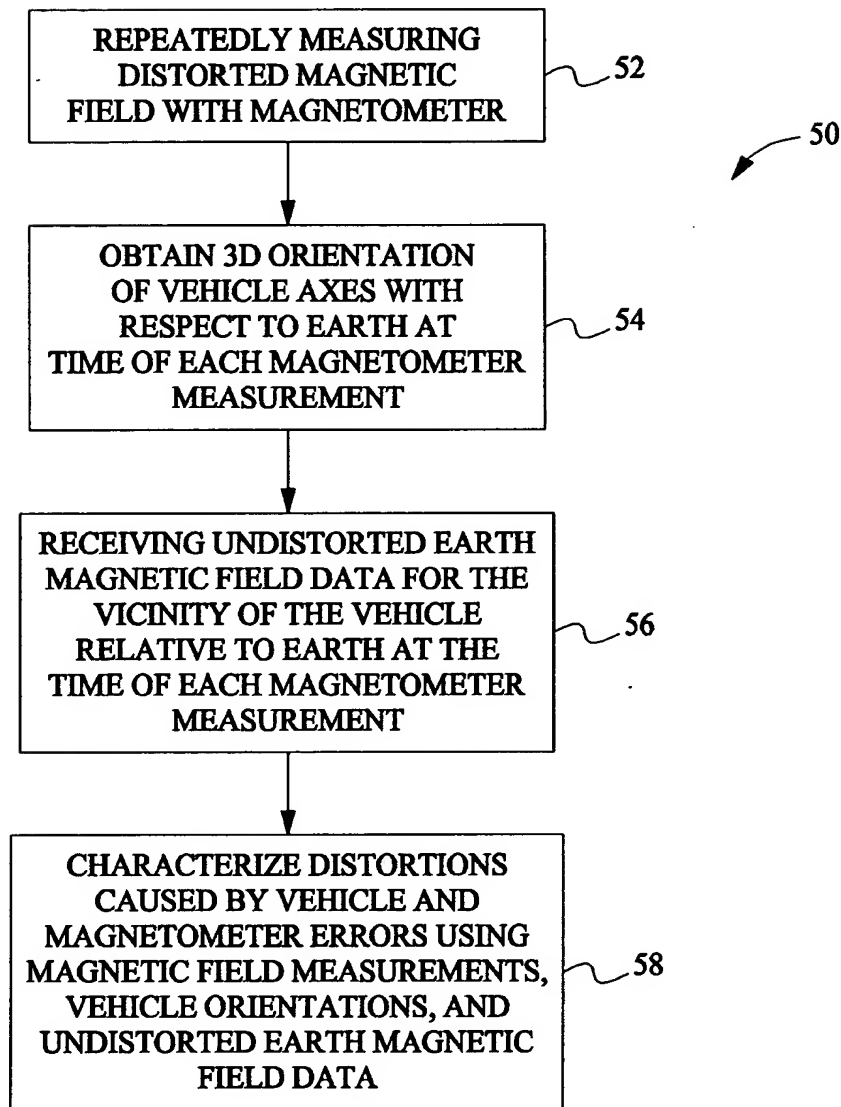 REPEATEDLY MEASURING
DISTORTED MAGNETIC
FIELD WITH MAGNETOMETER
52
50
OBTAIN 3D ORIENTATION
OF VEHICLE AXES WITH
RESPECT TO EARTH AT
TIME OF EACH MAGNETOMETER
MEASUREMENT
54
RECEIVING UNDISTORTED EARTH
MAGNETIC FIELD DATA FOR THE
VICINITY OF THE VEHICLE
RELATIVE TO EARTH AT THE
TIME OF EACH MAGNETOMETER
MEASUREMENT
56
CHARACTERIZE DISTORTIONS
CAUSED BY VEHICLE AND
MAGNETOMETER ERRORS USING
MAGNETIC FIELD MEASUREMENTS,
VEHICLE ORIENTATIONS, AND
UNDISTORTED EARTH MAGNETIC
FIELD DATA
58